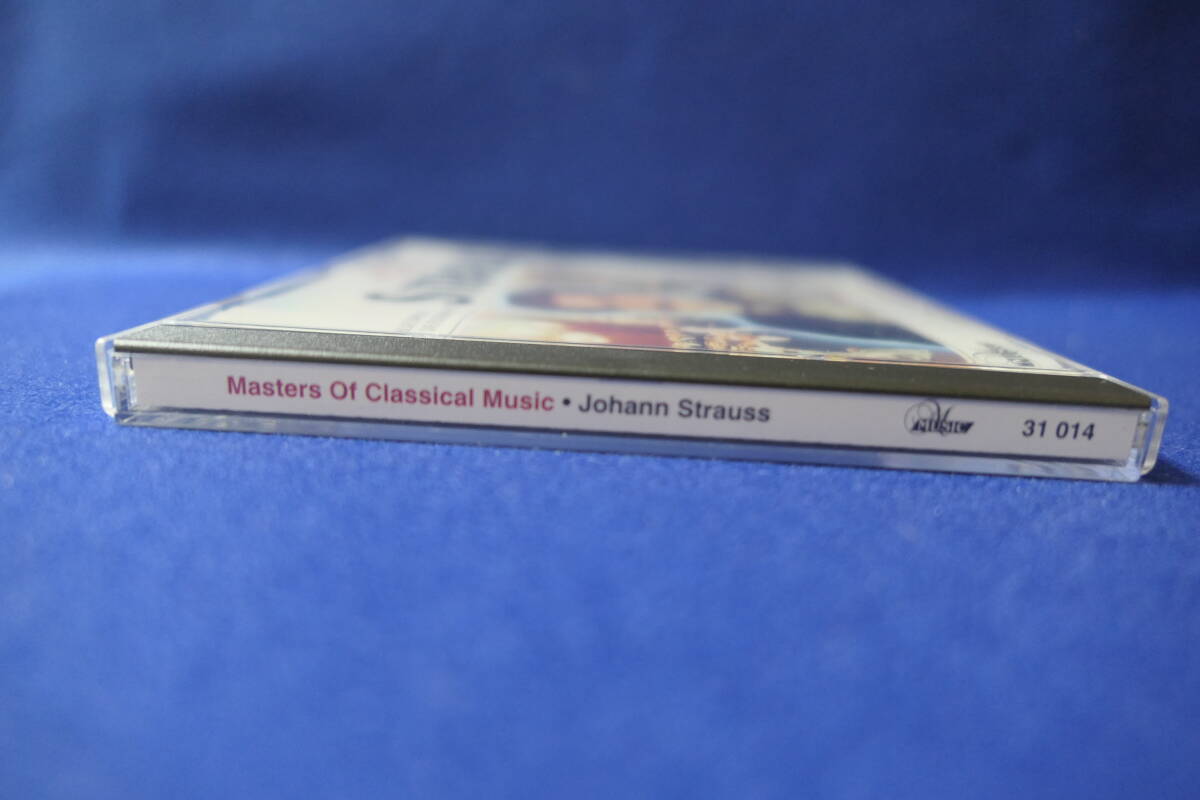 Masters Of Classical Music • Johann Strauss MUSIC 31 014